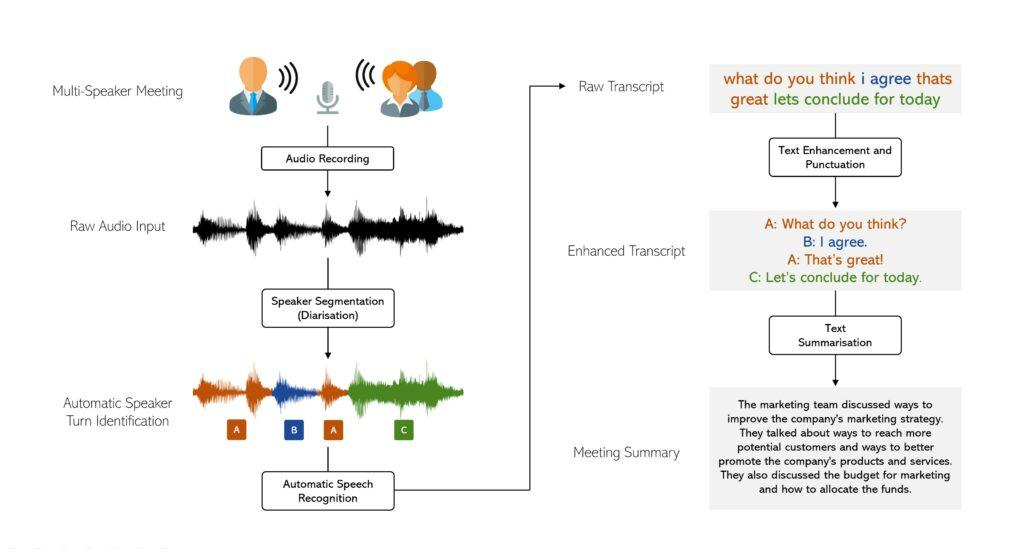 Multi-Speaker Meeting
Audio Recording
Raw Audio Input
Speaker Segmentation
(Diarisation)
Automatic Speaker
Turn Identification
A
B
A
C
Automatic Speech
Recognition
Raw Transcript
what do you think i agree thats
great lets conclude for today
Text Enhancement and
Punctuation
Enhanced Transcript
A: What do you think?
B: I agree.
A: That's great!
C: Let's conclude for today.
Text
Summarisation
Meeting Summary
The marketing team discussed ways to
improve the company's marketing strategy.
They talked about ways to reach more
potential customers and ways to better
promote the company's products and services.
They also discussed the budget for marketing
and how to allocate the funds.